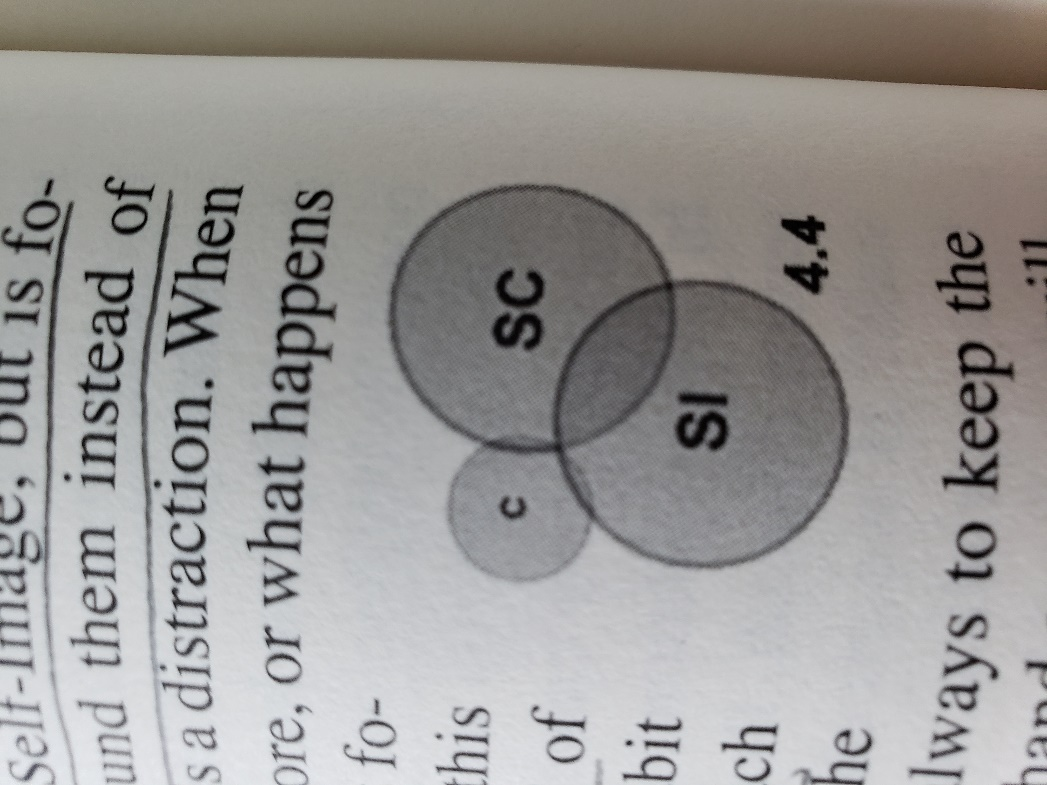 Self-Image, but is fo-
und them instead of
s a distraction. When
ore, or what happens
fo-
this
of
bit
ch
he
C
SC
SI
4.4
lways to keep the